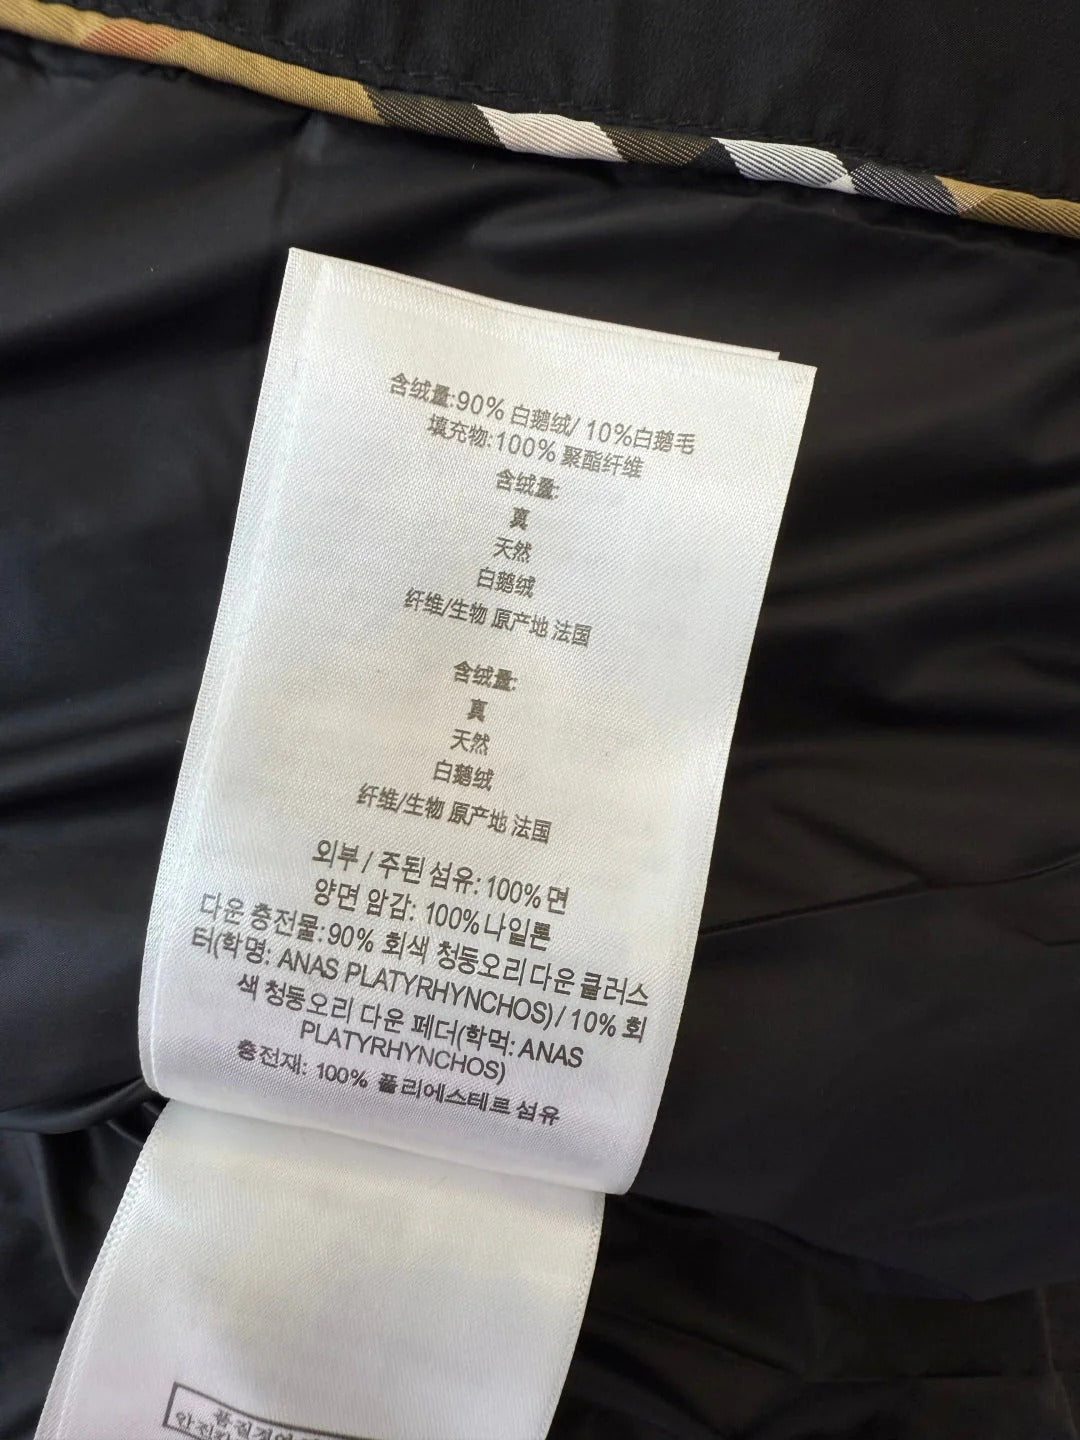 含绒量:90% 白鹅绒/ 10%白鹅毛
填充物:100% 聚酯纤维
含绒量:
真
天然
白鹅绒
纤维/生物 原产地 法国
含绒量:
真
天然
白鹅绒
纤维/生物 原产地 法国
외부 / 주된 섬유: 100% 면
양면 암감: 100% 나일론
다운 충전물: 90% 회색 청둥오리 다운 클러스
터(학명: ANAS PLATYRHYNCHOS) / 10% 회
색 청둥오리 다운 페더(학먹: ANAS
PLATYRHYNCHOS)
충전재: 100% 폴리에스테르 섬유
품질경영